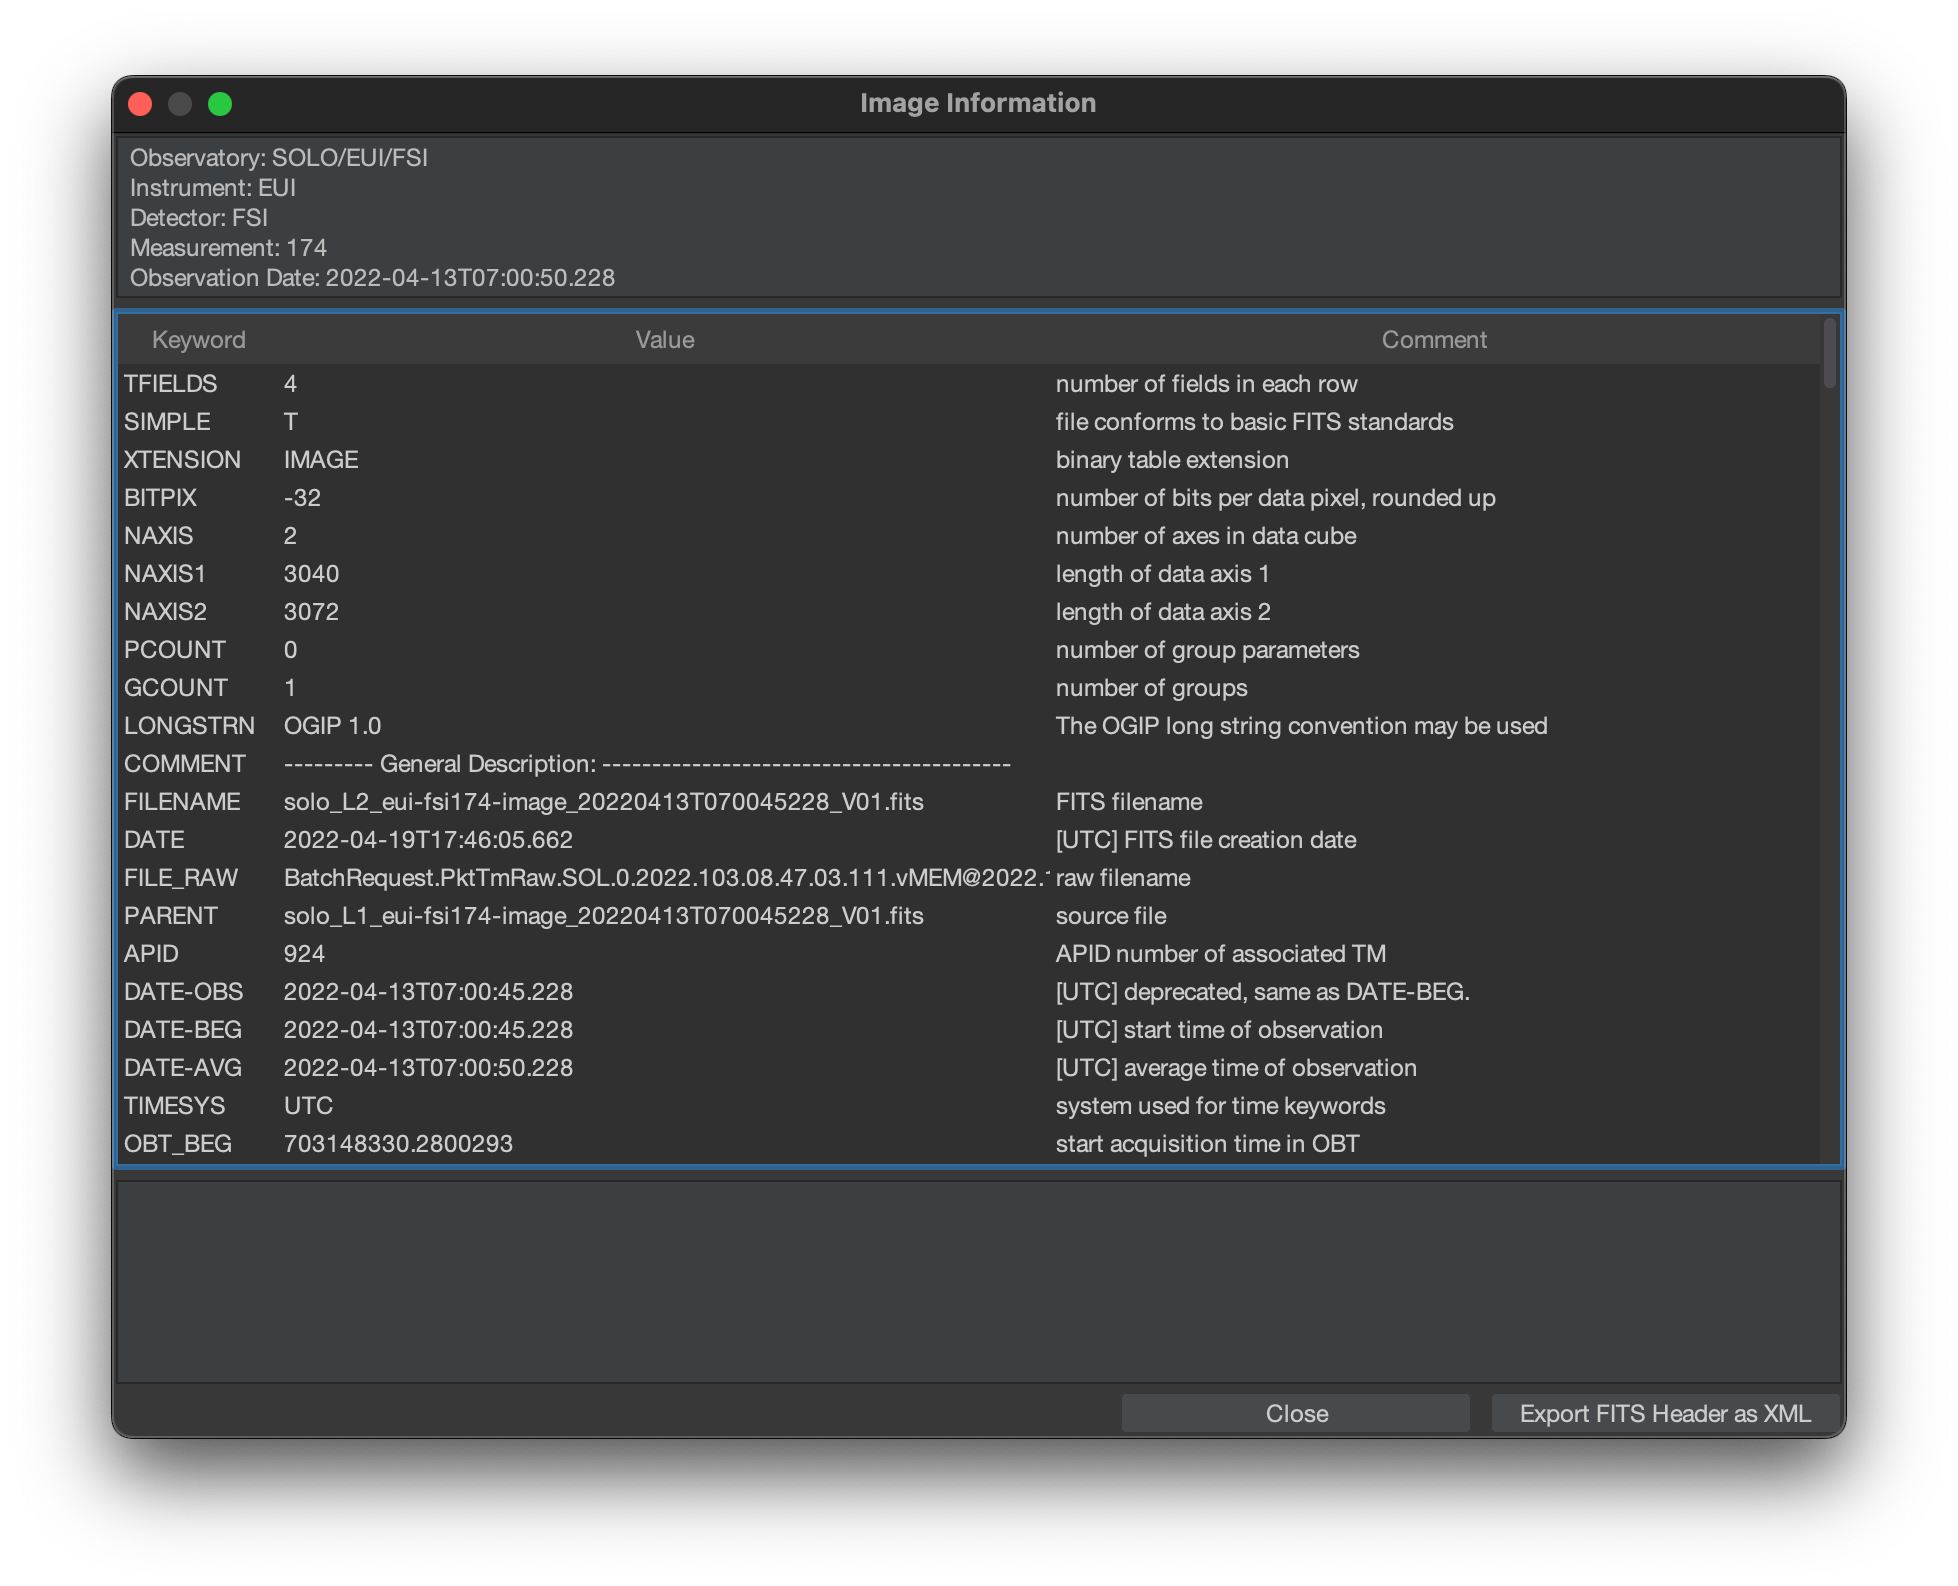 Image Information
Observatory: SOLO/EUI/FSI
Instrument: EUI
Detector: FSI
Measurement: 174
Observation Date: 2022-04-13T07:00:50.228
Keyword Value Comment
TFIELDS 4 number of fields in each row
SIMPLE T file conforms to basic FITS standards
XTENSION IMAGE binary table extension
BITPIX -32 number of bits per data pixel, rounded up
NAXIS 2 number of axes in data cube
NAXIS1 3040 length of data axis 1
NAXIS2 3072 length of data axis 2
PCOUNT 0 number of group parameters
GCOUNT 1 number of groups
LONGSTRN OGIP 1.0 The OGIP long string convention may be used
COMMENT --------- General Description: -----------------------------------------
FILENAME solo_L2_eui-fsi174-image_20220413T070045228_V01.fits FITS filename
DATE 2022-04-19T17:46:05.662 [UTC] FITS file creation date
FILE_RAW BatchRequest.PktTmRaw.SOL.0.2022.103.08.47.03.111.vMEM@2022. raw filename
PARENT solo_L1_eui-fsi174-image_20220413T070045228_V01.fits source file
APID 924 APID number of associated TM
DATE-OBS 2022-04-13T07:00:45.228 [UTC] deprecated, same as DATE-BEG.
DATE-BEG 2022-04-13T07:00:45.228 [UTC] start time of observation
DATE-AVG 2022-04-13T07:00:50.228 [UTC] average time of observation
TIMESYS UTC system used for time keywords
OBT_BEG 703148330.2800293 start acquisition time in OBT
Close Export FITS Header as XML